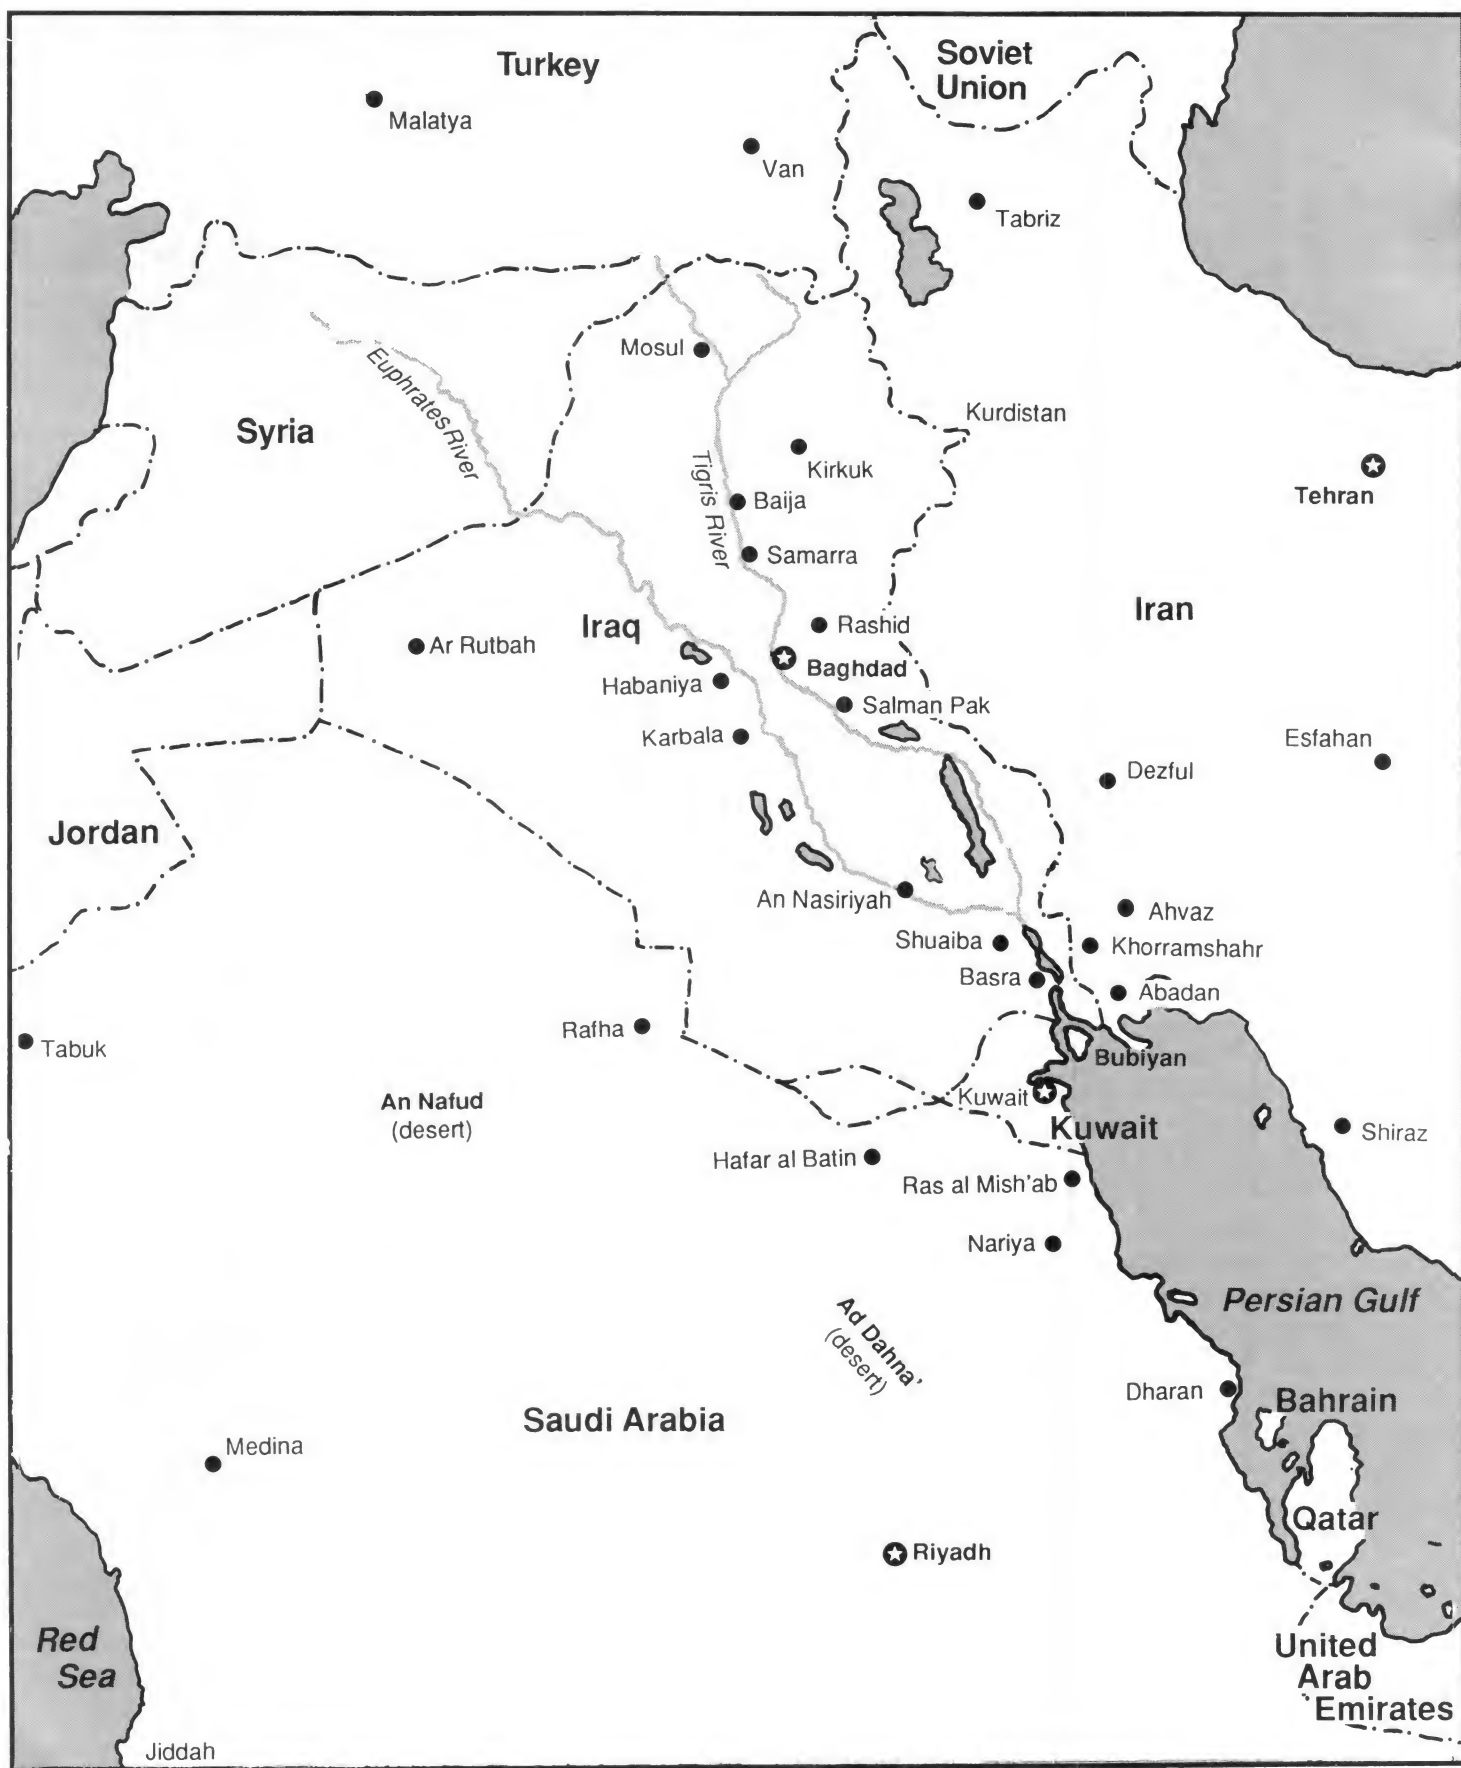 Turkey
Soviet
Union
Malatya
Van
Tabriz
Mosul
Euphrates River
Kurdistan
Syria
Tigris River
Kirkuk
Tehran
Baija
Samarra
Iraq
Rashid
Iran
Ar Rutbah
Baghdad
Habaniya
Salman Pak
Karbala
Esfahan
Dezful
Jordan
An Nasiriyah
Ahvaz
Shuaiba
Khorramshahr
Basra
Abadan
Rafha
Tabuk
Bubiyan
An Nafud
(desert)
Kuwait
Kuwait
Shiraz
Hafar al Batin
Ras al Mish'ab
Nariya
Persian Gulf
Ad Dahna'
(desert)
Dharan
Bahrain
Saudi Arabia
Medina
Qatar
Riyadh
Red
Sea
United
Arab
Emirates
Jiddah